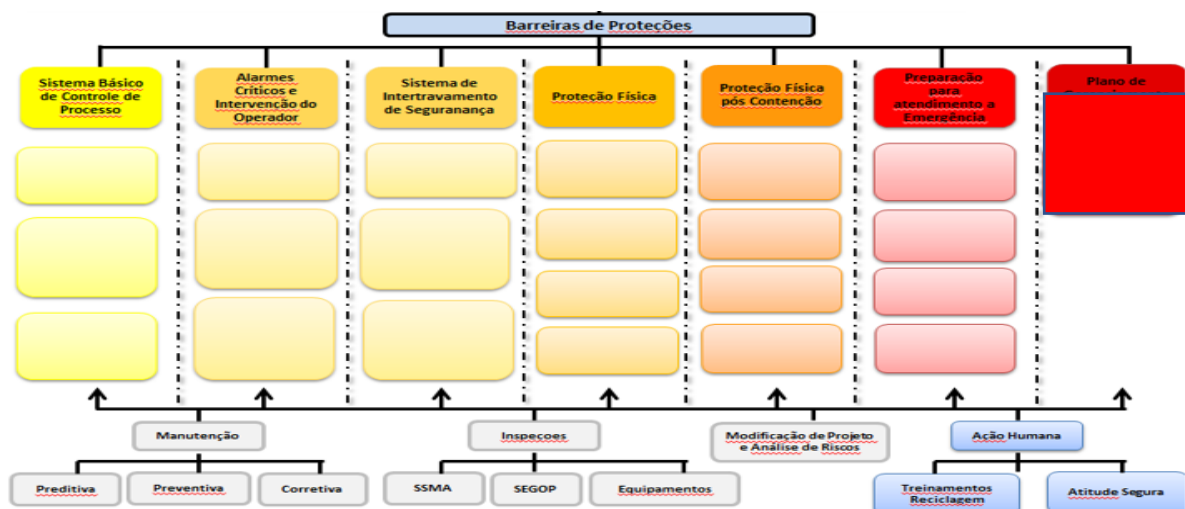 Barreiras de Proteções
Sistema Básico
de Controle de
Processo
Alarmes
Críticos e
Intervenção do
Operador
Sistema de
Intertravamento
de Seguranança
Proteção Física
Proteção Física
pós Contenção
Preparação
para
atendimento a
Emergência
Plano de
Manutenção
Inspecoes
Modificação de Projeto
e Análise de Riscos
Ação Humana
Preditiva
Preventiva
Corretiva
SSMA
SEGOP
Equipamentos
Treinamentos
Reciclagem
Atitude Segura